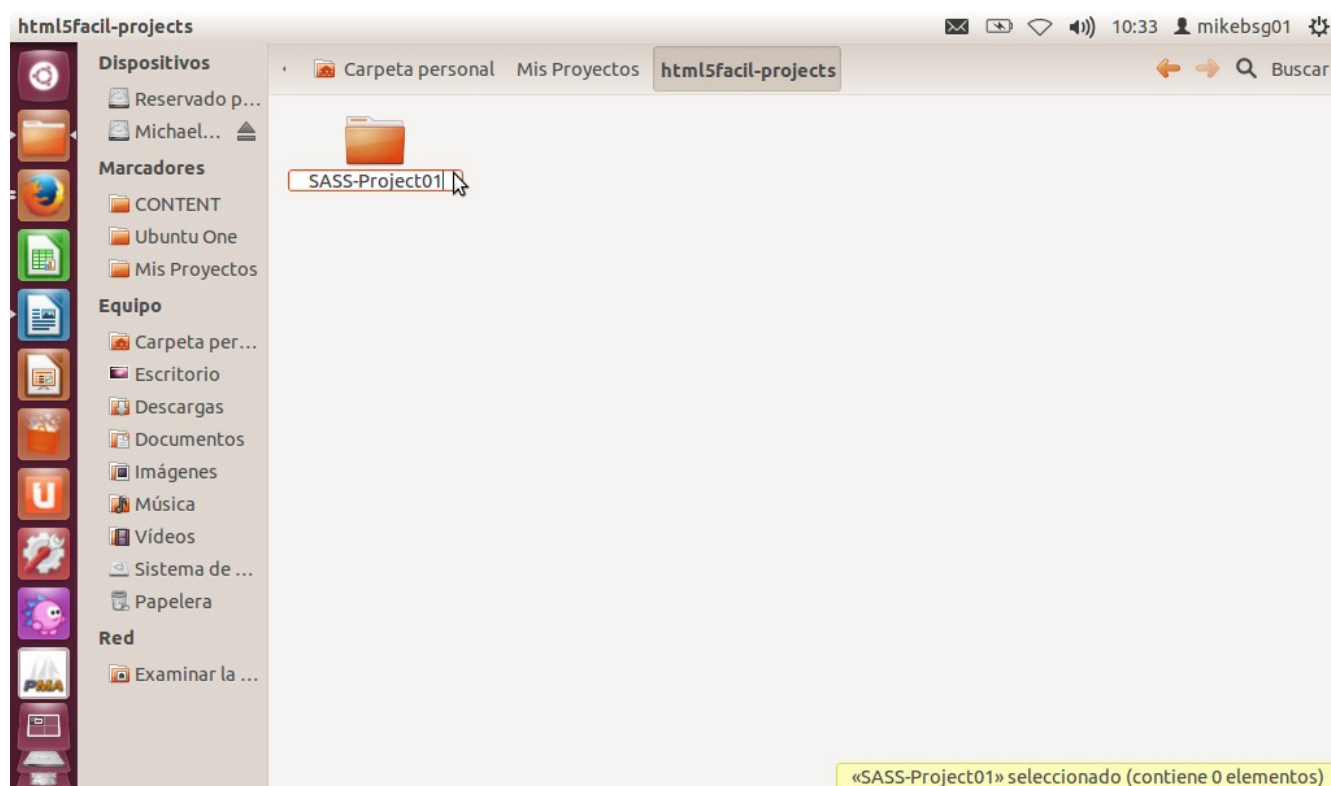 html5facil-projects
10:33 mikebsg01
Dispositivos
Reservado p...
Michael...
Marcadores
CONTENT
Ubuntu One
Mis Proyectos
Equipo
Carpeta per...
Escritorio
Descargas
Documentos
Imágenes
Música
Vídeos
Sistema de ...
Papelera
Red
Examinar la ...
Carpeta personal Mis Proyectos html5facil-projects
Buscar
SASS-Project01
«SASS-Project01» seleccionado (contiene 0 elementos)
PMA